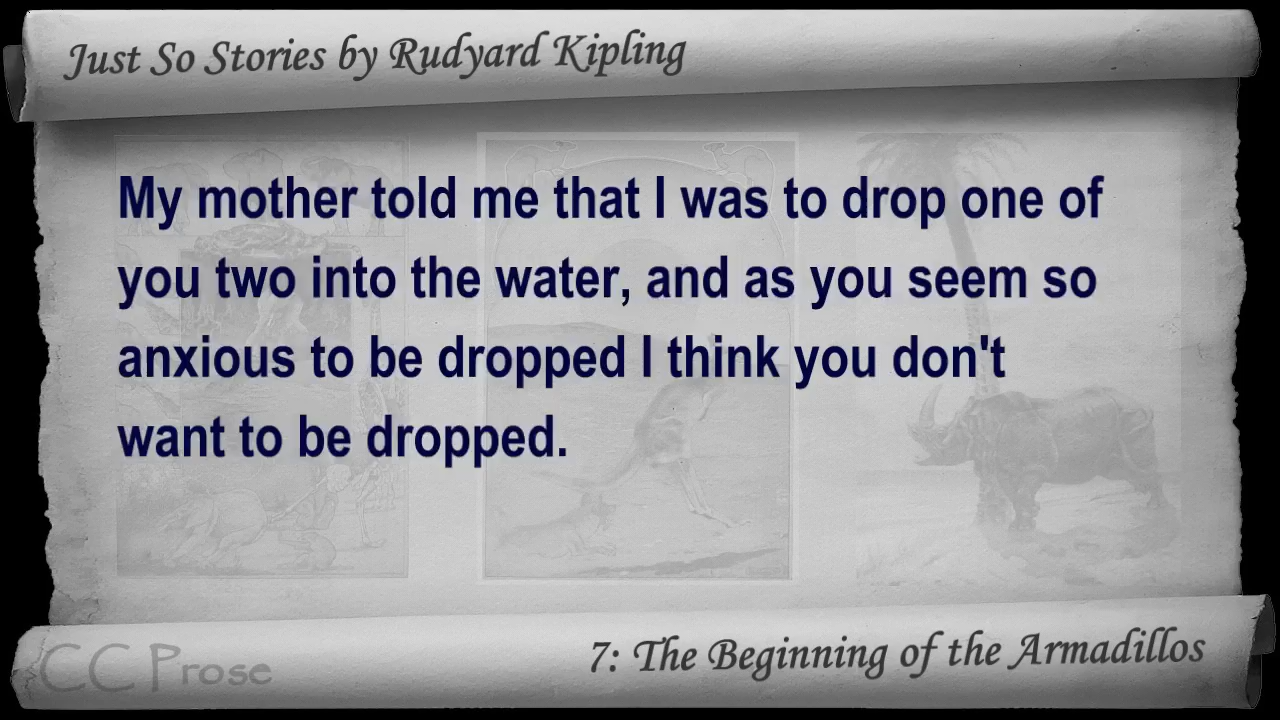 Just So Stories by Rudyard Kipling
My mother told me that I was to drop one of
you two into the water, and as you seem so
anxious to be dropped I think you don't
want to be dropped.
CC Prose
7: The Beginning of the Armadillos